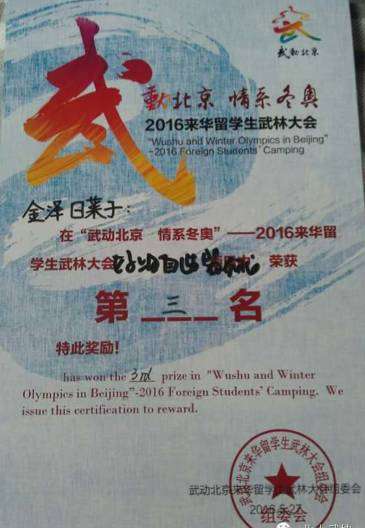 武動北京
武動北京 情系冬奥
2016来华留学生武林大会
"Wushu and Winter Olympics in Beijing"
-2016 Foreign Students' Camping
金泽日菜子:
在“武动北京 情系冬奥”——2016来华留
学生武林大会 荣获
第 三 名
特此奖励!
has won the 3rd prize in "Wushu and Winter
Olympics in Beijing"-2016 Foreign Students' Camping. We
issue this certification to reward.
武动北京来华留学生武林大会组委会
组委会